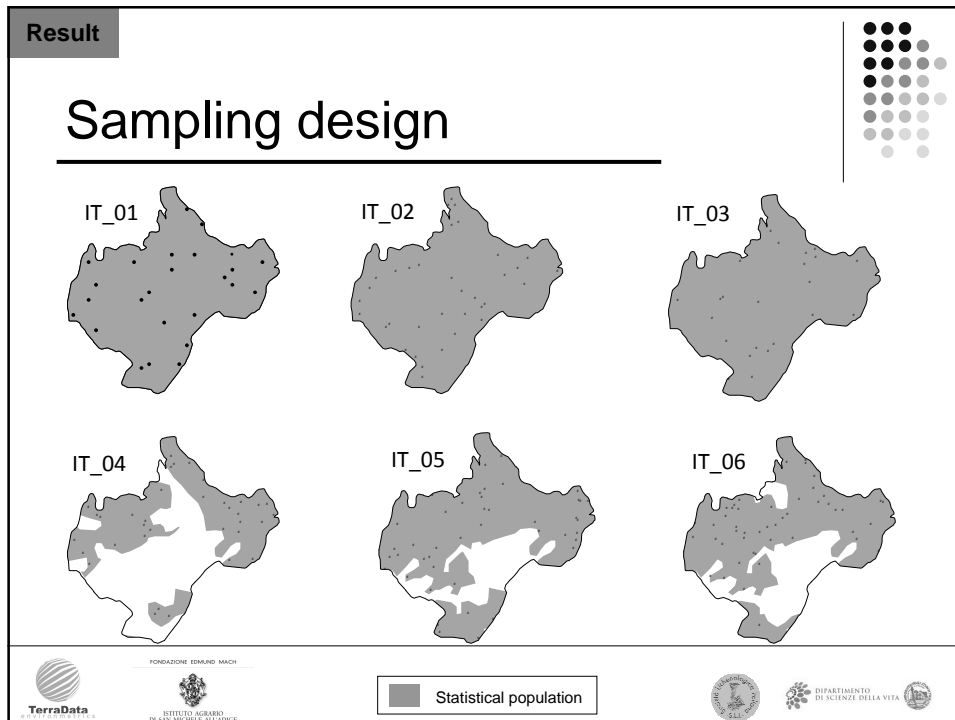 Result
Sampling design
IT_01
IT_02
IT_03
IT_04
IT_05
IT_06
TerraData
environmetrics
FONDAZIONE EDMUND MACH
ISTITUTO AGRARIO
DI SAN MICHELE ALL'ADIGE
Statistical population
S.L.I.
DIPARTIMENTO
DI SCIENZE DELLA VITA